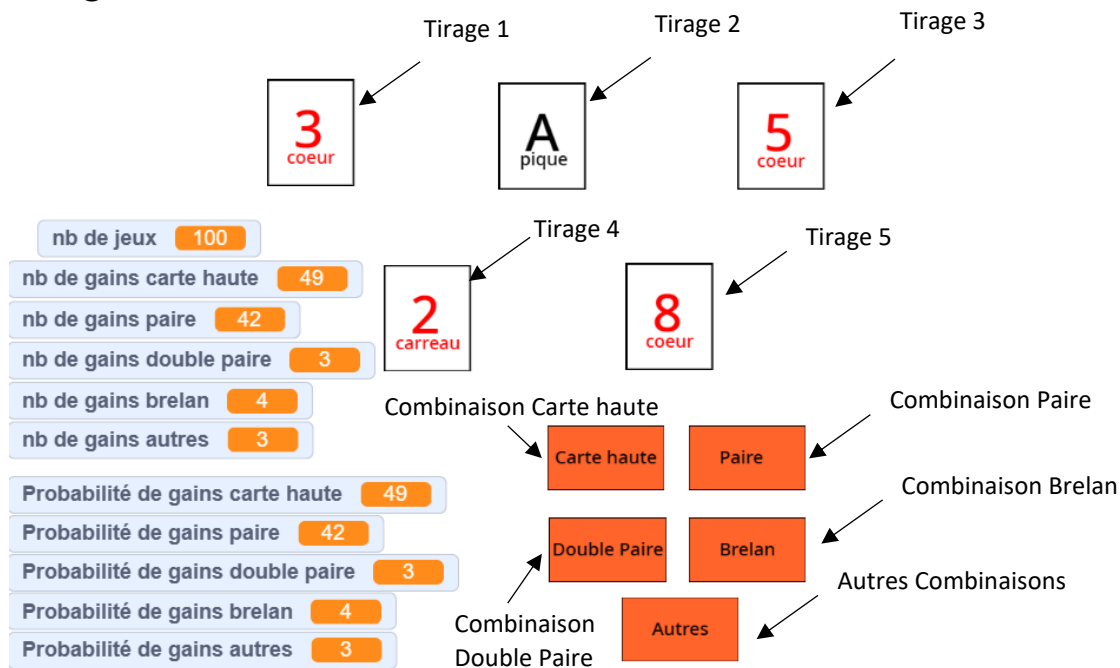 Tirage 1
Tirage 2
Tirage 3
3
coeur
A
pique
5
coeur
nb de jeux 100
nb de gains carte haute 49
nb de gains paire 42
nb de gains double paire 3
nb de gains brelan 4
nb de gains autres 3
Tirage 4
Tirage 5
2
carreau
8
coeur
Probabilité de gains carte haute 49
Probabilité de gains paire 42
Probabilité de gains double paire 3
Probabilité de gains brelan 4
Probabilité de gains autres 3
Combinaison Carte haute
Combinaison Paire
Carte haute
Paire
Combinaison Brelan
Double Paire
Brelan
Autres Combinaisons
Combinaison
Double Paire
Autres